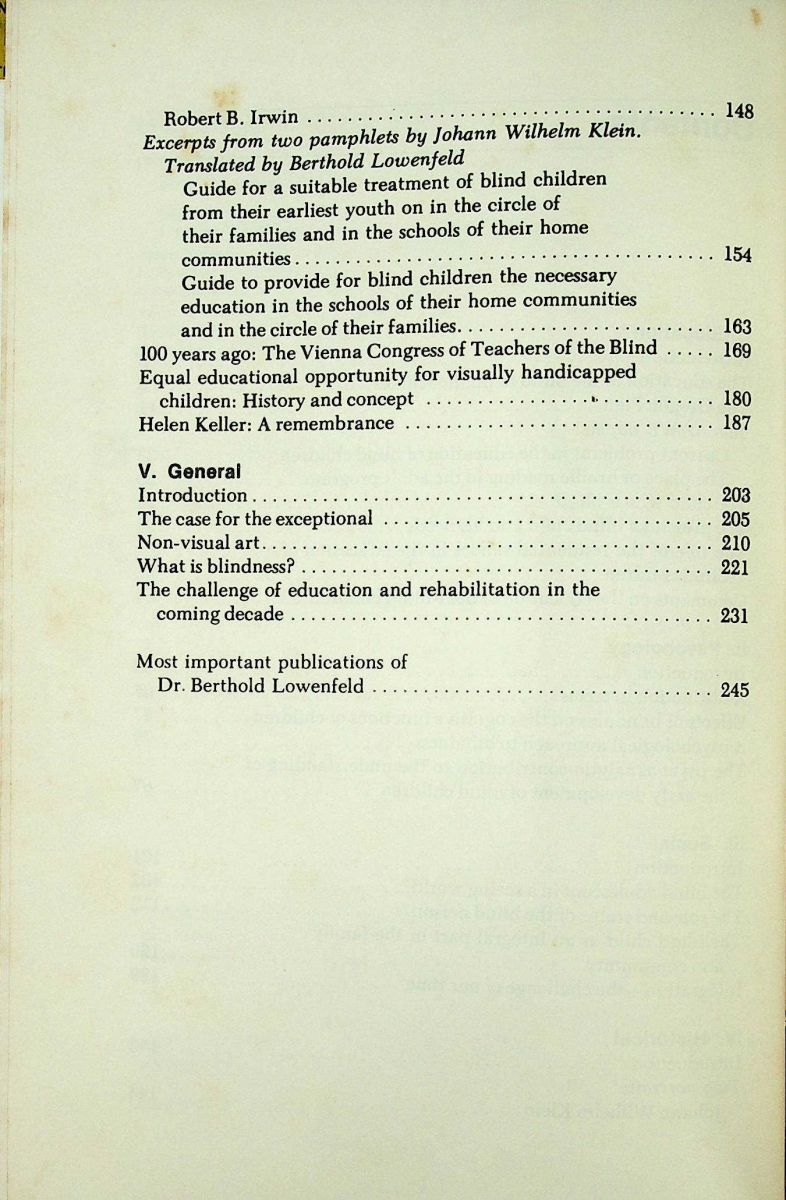 Robert B. Irwin . . . . . . . . . . . . . . . . . . . . . . . . . . . . . . . . . . . . . . . . 148
Excerpts from two pamphlets by Johann Wilhelm Klein.
Translated by Berthold Lowenfeld
Guide for a suitable treatment of blind children
from their earliest youth on in the circle of
their families and in the schools of their home
communities . . . . . . . . . . . . . . . . . . . . . . . . . . . . . . . . . . . . . . . . . 154
Guide to provide for blind children the necessary
education in the schools of their home communities
and in the circle of their families. . . . . . . . . . . . . . . . . . . . . . . . . 163
100 years ago: The Vienna Congress of Teachers of the Blind . . . . . 169
Equal educational opportunity for visually handicapped
children: History and concept . . . . . . . . . . . . . . . . . . . . . . . . . . . . 180
Helen Keller: A remembrance . . . . . . . . . . . . . . . . . . . . . . . . . . . . . . 187
V. General
Introduction . . . . . . . . . . . . . . . . . . . . . . . . . . . . . . . . . . . . . . . . . . . . . 203
The case for the exceptional . . . . . . . . . . . . . . . . . . . . . . . . . . . . . . . . 205
Non-visual art . . . . . . . . . . . . . . . . . . . . . . . . . . . . . . . . . . . . . . . . . . . . 210
What is blindness? . . . . . . . . . . . . . . . . . . . . . . . . . . . . . . . . . . . . . . . . 221
The challenge of education and rehabilitation in the
coming decade . . . . . . . . . . . . . . . . . . . . . . . . . . . . . . . . . . . . . . . . . 231
Most important publications of
Dr. Berthold Lowenfeld . . . . . . . . . . . . . . . . . . . . . . . . . . . . . . . . . 245